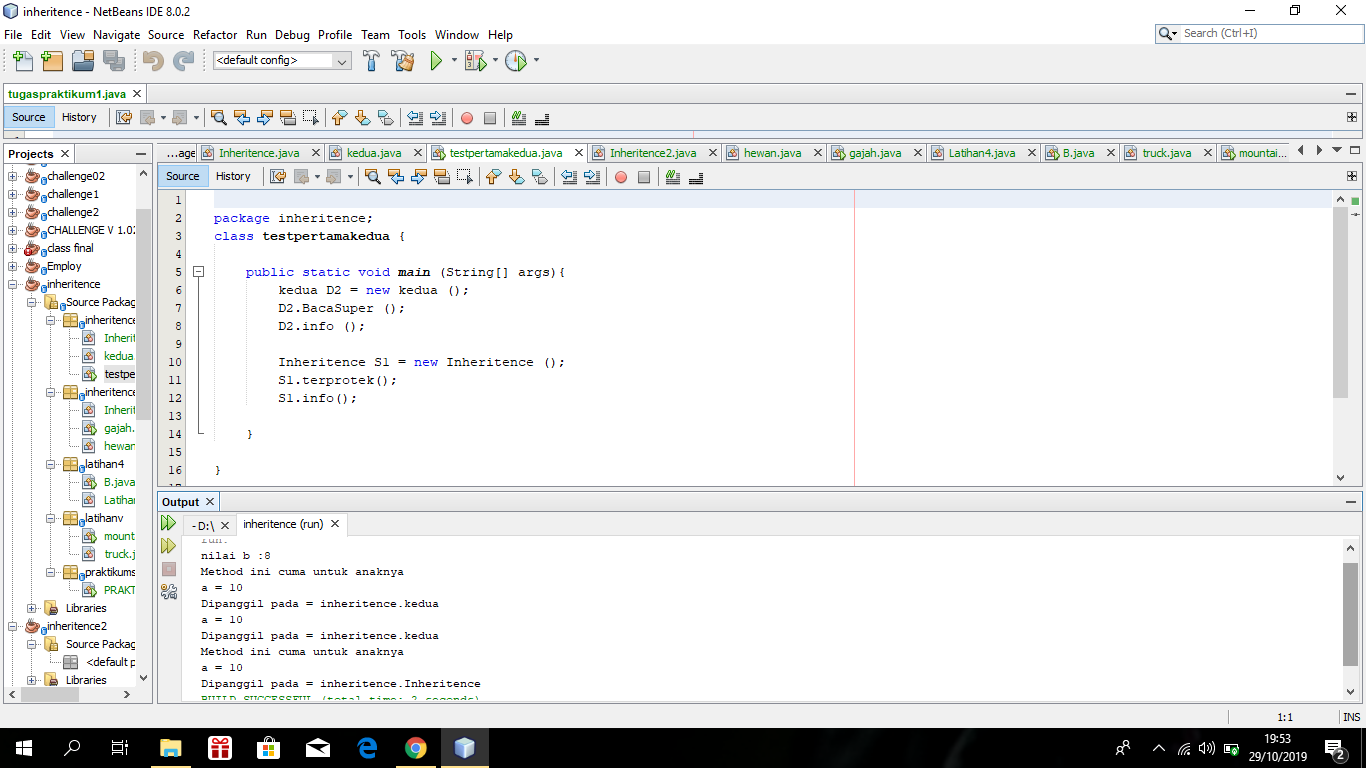 inheritence - NetBeans IDE 8.0.2
File Edit View Navigate Source Refactor Run Debug Profile Team Tools Window Help
<default config>
Search (Ctrl+I)
tugaspraktikum1.java
Source History
Projects
...age Inheritence.java kedua.java testpertamakedua.java Inheritence2.java hewan.java gajah.java Latihan4.java B.java truck.java mountai...
Source History
challenge02
challenge1
challenge2
CHALLENGE V 1.02
class final
Employ
inheritence
Source Packag
inheritence
Inherit
kedua
testpe
inheritence
Inherit
gajah.
hewan
latihan4
B.java
Latihar
latihanv
mount
truck.j
praktikums
PRAKT
Libraries
inheritence2
Source Packag
<default p
Libraries
1
2 package inheritence;
3 class testpertamakedua {
4
5 public static void main (String[] args){
6 kedua D2 = new kedua ();
7 D2.BacaSuper ();
8 D2.info ();
9
10 Inheritence S1 = new Inheritence ();
11 S1.terprotek();
12 S1.info();
13
14 }
15
16 }
Output
- D:\ inheritence (run)
run:
nilai b :8
Method ini cuma untuk anaknya
a = 10
Dipanggil pada = inheritence.kedua
a = 10
Dipanggil pada = inheritence.kedua
Method ini cuma untuk anaknya
a = 10
Dipanggil pada = inheritence.Inheritence
BUILD SUCCESSFUL (total time: 2 seconds)
1:1 INS
19:53
29/10/2019
2